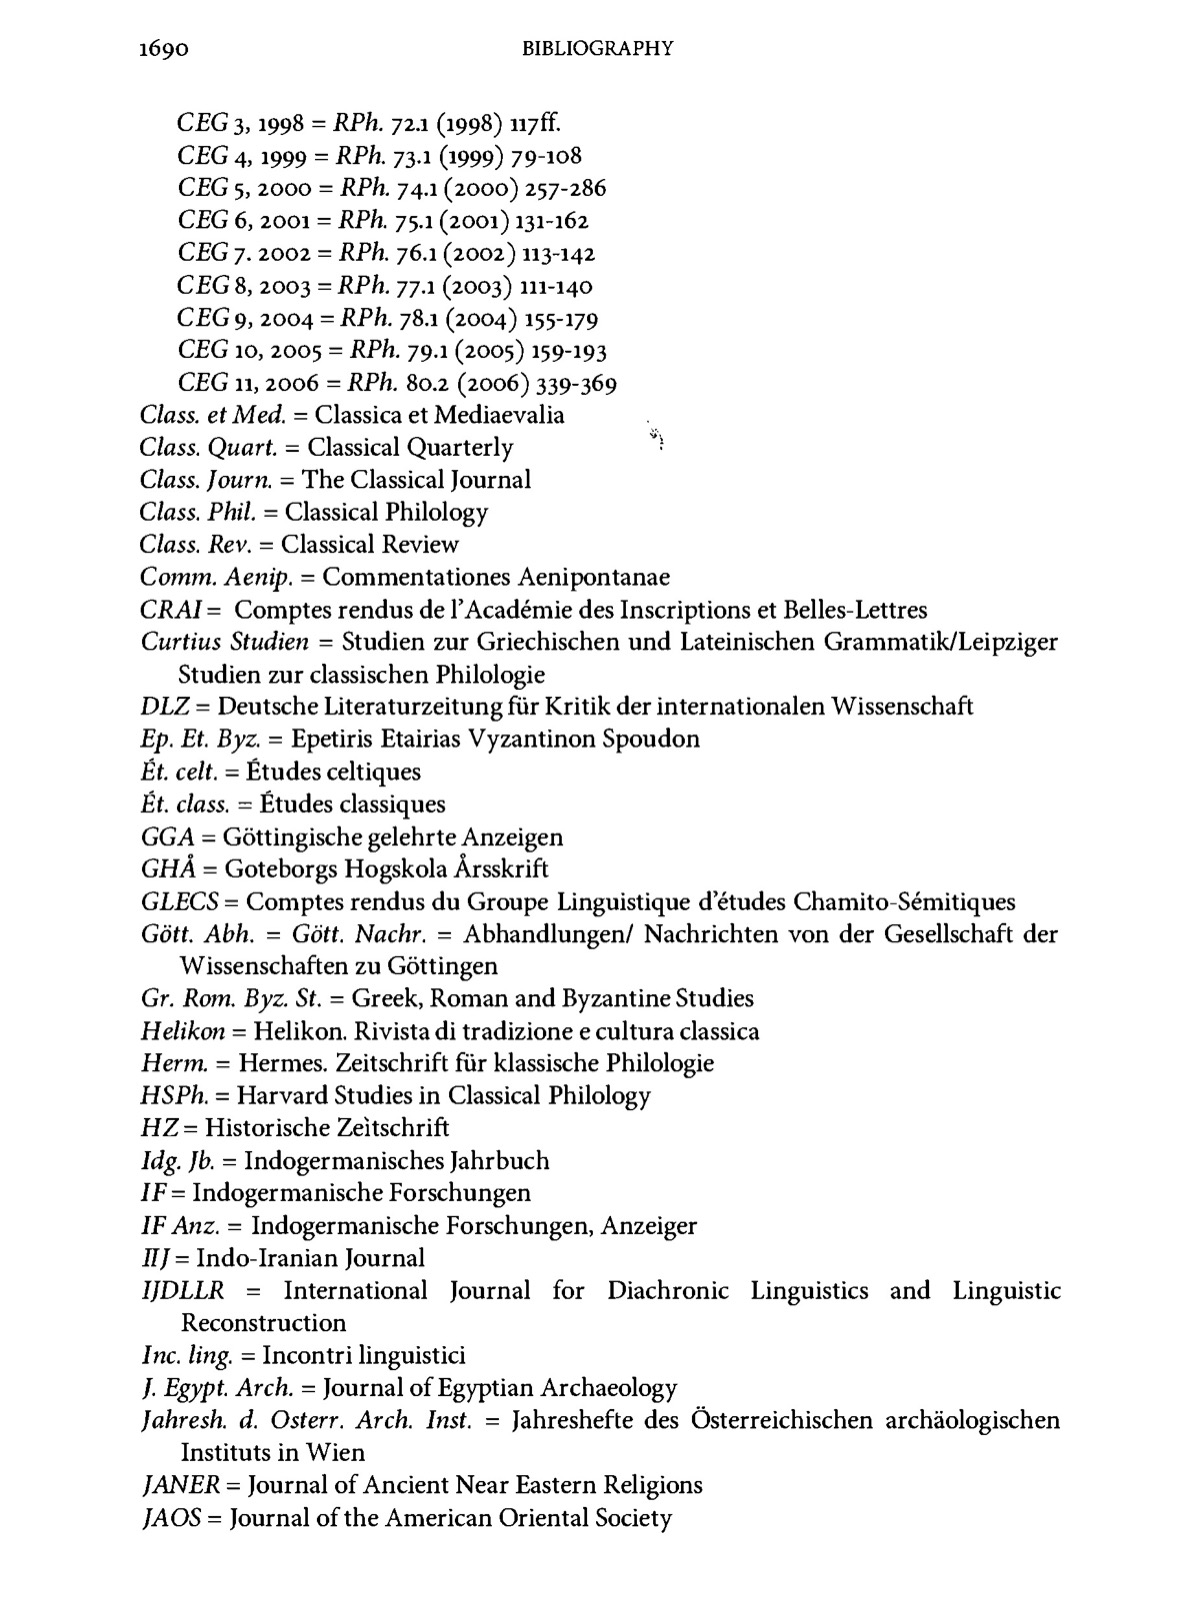 1690
BIBLIOGRAPHY
CEG 3, 1998 = RPh. 72.1 (1998) 117ff.
CEG 4, 1999 = RPh. 73.1 (1999) 79-108
CEG 5, 2000 = RPh. 74.1 (2000) 257-286
CEG 6, 2001 = RPh. 75.1 (2001) 131-162
CEG 7. 2002 = RPh. 76.1 (2002) 113-142
CEG 8, 2003 = RPh. 77.1 (2003) 111-140
CEG 9, 2004 = RPh. 78.1 (2004) 155-179
CEG 10, 2005 = RPh. 79.1 (2005) 159-193
CEG 11, 2006 = RPh. 80.2 (2006) 339-369
Class. et Med. = Classica et Mediaevalia
Class. Quart. = Classical Quarterly
Class. Journ. = The Classical Journal
Class. Phil. = Classical Philology
Class. Rev. = Classical Review
Comm. Aenip. = Commentationes Aenipontanae
CRAI = Comptes rendus de l'Académie des Inscriptions et Belles-Lettres
Curtius Studien = Studien zur Griechischen und Lateinischen Grammatik/Leipziger
Studien zur classischen Philologie
DLZ = Deutsche Literaturzeitung für Kritik der internationalen Wissenschaft
Ep. Et. Byz. = Epetiris Etairias Vyzantinon Spoudon
Ét. celt. = Études celtiques
Ét. class. = Études classiques
GGA = Göttingische gelehrte Anzeigen
GHÅ = Goteborgs Hogskola Årsskrift
GLECS = Comptes rendus du Groupe Linguistique d'études Chamito-Sémitiques
Gött. Abh. = Gött. Nachr. = Abhandlungen/ Nachrichten von der Gesellschaft der
Wissenschaften zu Göttingen
Gr. Rom. Byz. St. = Greek, Roman and Byzantine Studies
Helikon = Helikon. Rivista di tradizione e cultura classica
Herm. = Hermes. Zeitschrift für klassische Philologie
HSPh. = Harvard Studies in Classical Philology
HZ = Historische Zeitschrift
Idg. Jb. = Indogermanisches Jahrbuch
IF = Indogermanische Forschungen
IF Anz. = Indogermanische Forschungen, Anzeiger
IIJ = Indo-Iranian Journal
IJDLLR = International Journal for Diachronic Linguistics and Linguistic
Reconstruction
Inc. ling. = Incontri linguistici
J. Egypt. Arch. = Journal of Egyptian Archaeology
Jahresh. d. Osterr. Arch. Inst. = Jahreshefte des Österreichischen archäologischen
Instituts in Wien
JANER = Journal of Ancient Near Eastern Religions
JAOS = Journal of the American Oriental Society